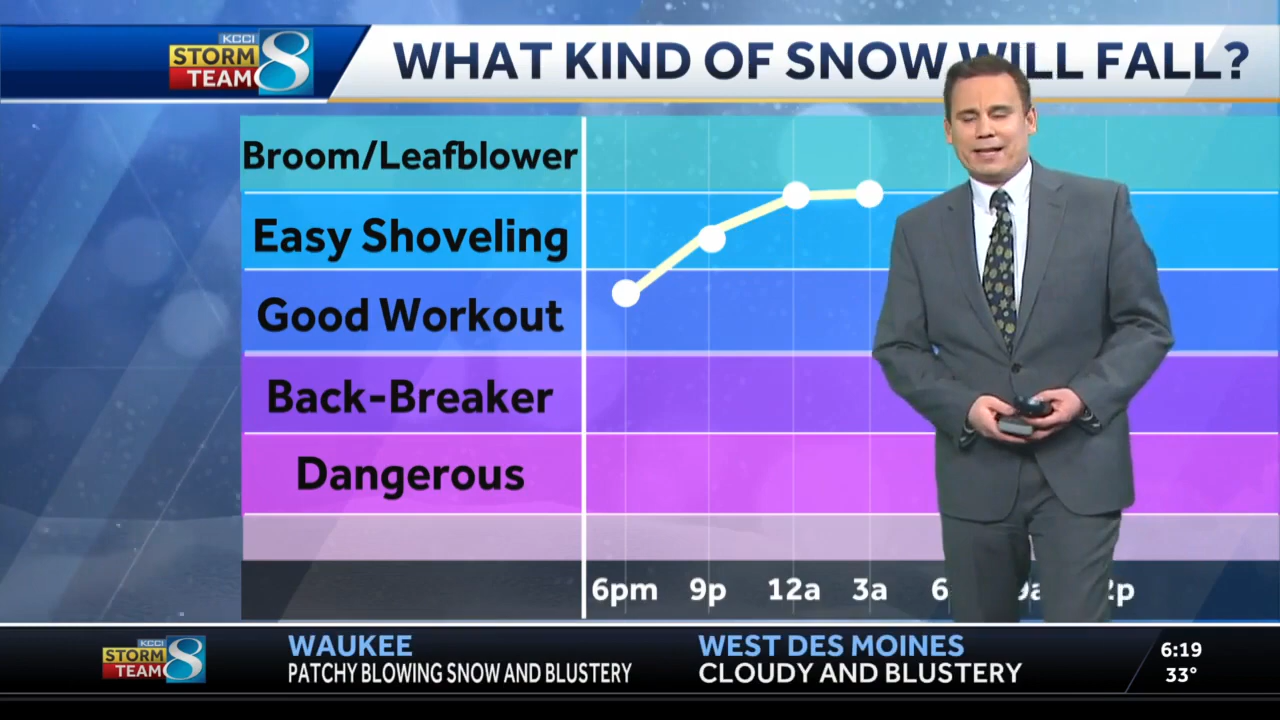 KCCI
STORM
TEAM 8
WHAT KIND OF SNOW WILL FALL?
Broom/Leafblower
Easy Shoveling
Good Workout
Back-Breaker
Dangerous
6pm 9p 12a 3a 6
KCCI
STORM
TEAM 8
WAUKEE
PATCHY BLOWING SNOW AND BLUSTERY
WEST DES MOINES
CLOUDY AND BLUSTERY
6:19
33°